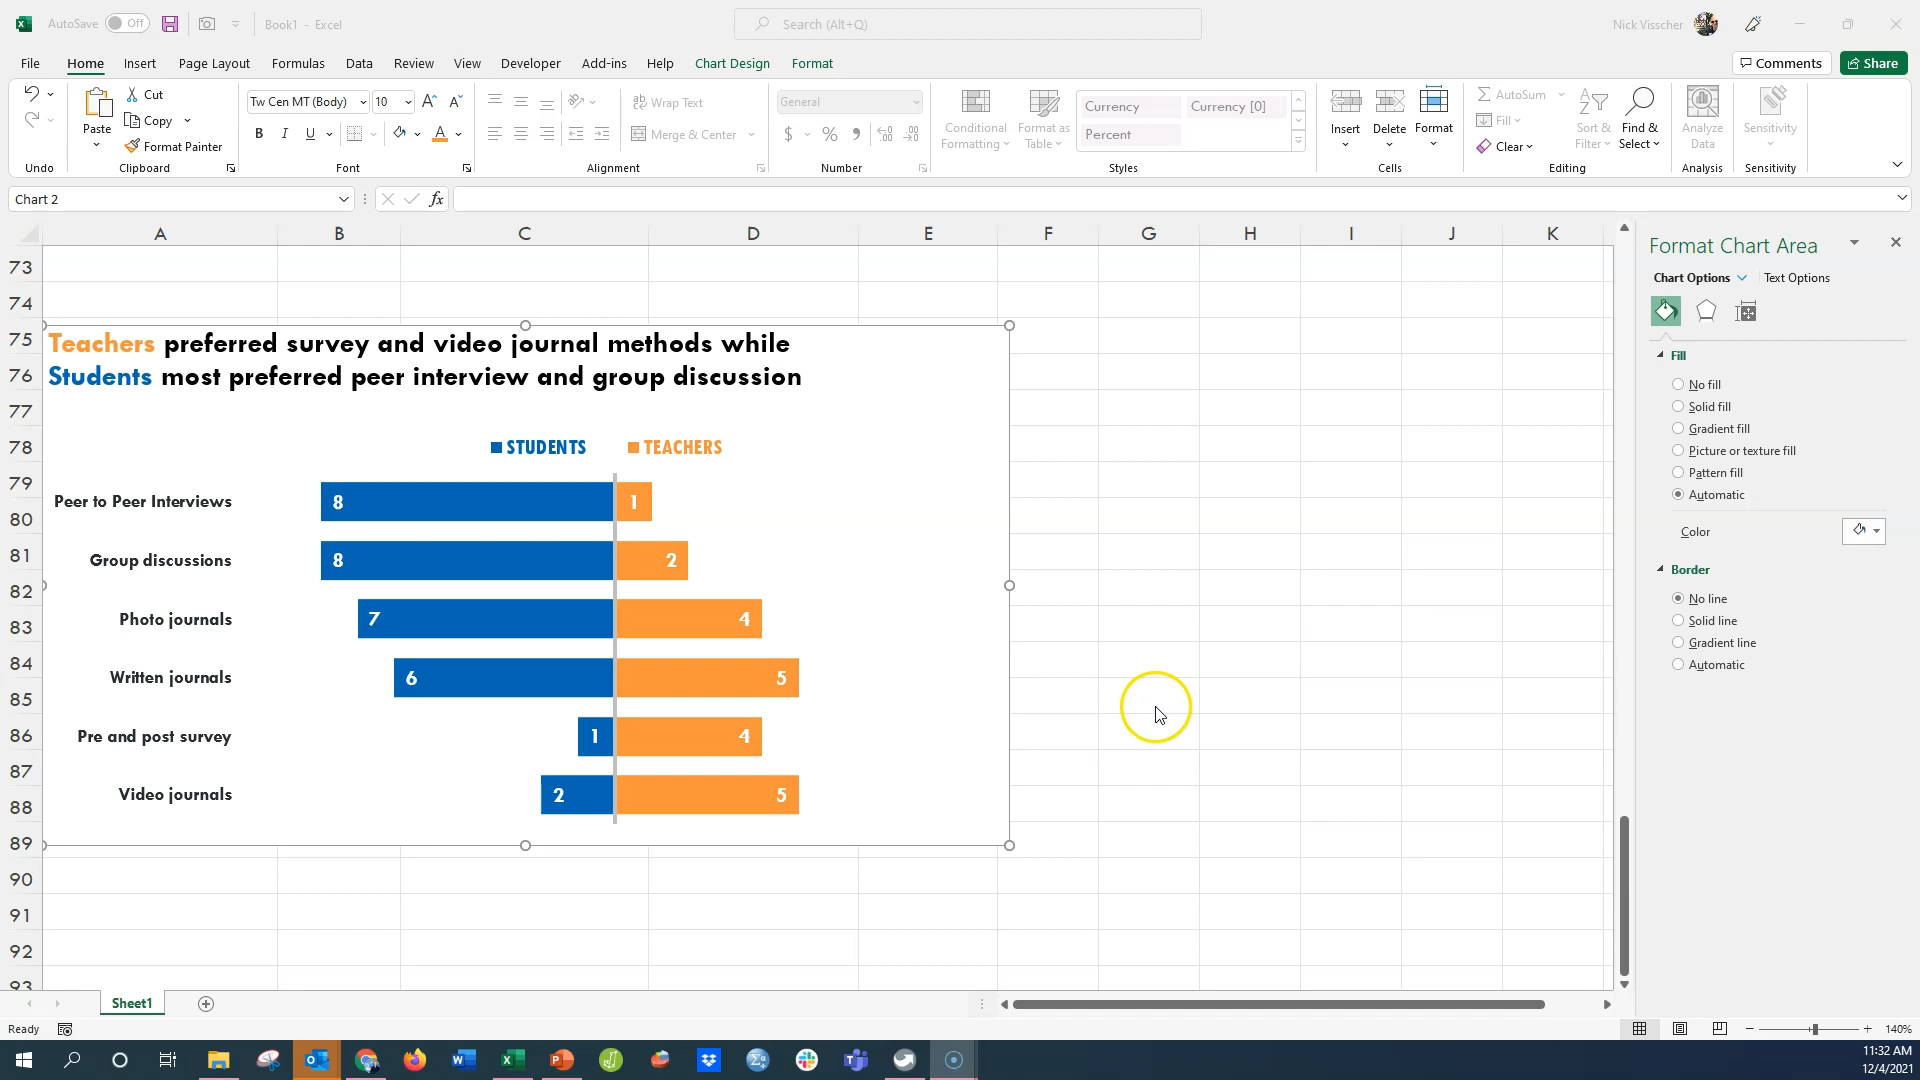 AutoSave Off Book1 - Excel Search (Alt+Q) Nick Visscher
File Home Insert Page Layout Formulas Data Review View Developer Add-ins Help Chart Design Format Comments Share
Paste Cut Copy Format Painter
Tw Cen MT (Body) 10 A^ A˅
B I U A
Wrap Text Merge & Center
General $ % 9 .00
Conditional Formatting Format as Table
Currency Currency [0] Percent
Insert Delete Format
AutoSum Fill Clear
Sort & Filter Find & Select
Analyze Data Sensitivity
Undo Clipboard Font Alignment Number Styles Cells Editing Analysis Sensitivity
Chart 2 fx
A B C D E F G H I J K
73
74
75
76
77
78
79
80
81
82
83
84
85
86
87
88
89
90
91
92
93
Teachers preferred survey and video journal methods while
Students most preferred peer interview and group discussion
STUDENTS TEACHERS
Peer to Peer Interviews 8 1
Group discussions 8 2
Photo journals 7 4
Written journals 6 5
Pre and post survey 1 4
Video journals 2 5
Format Chart Area
Chart Options Text Options
Fill
No fill
Solid fill
Gradient fill
Picture or texture fill
Pattern fill
Automatic
Color
Border
No line
Solid line
Gradient line
Automatic
Sheet1
Ready 140%
11:32 AM
12/4/2021